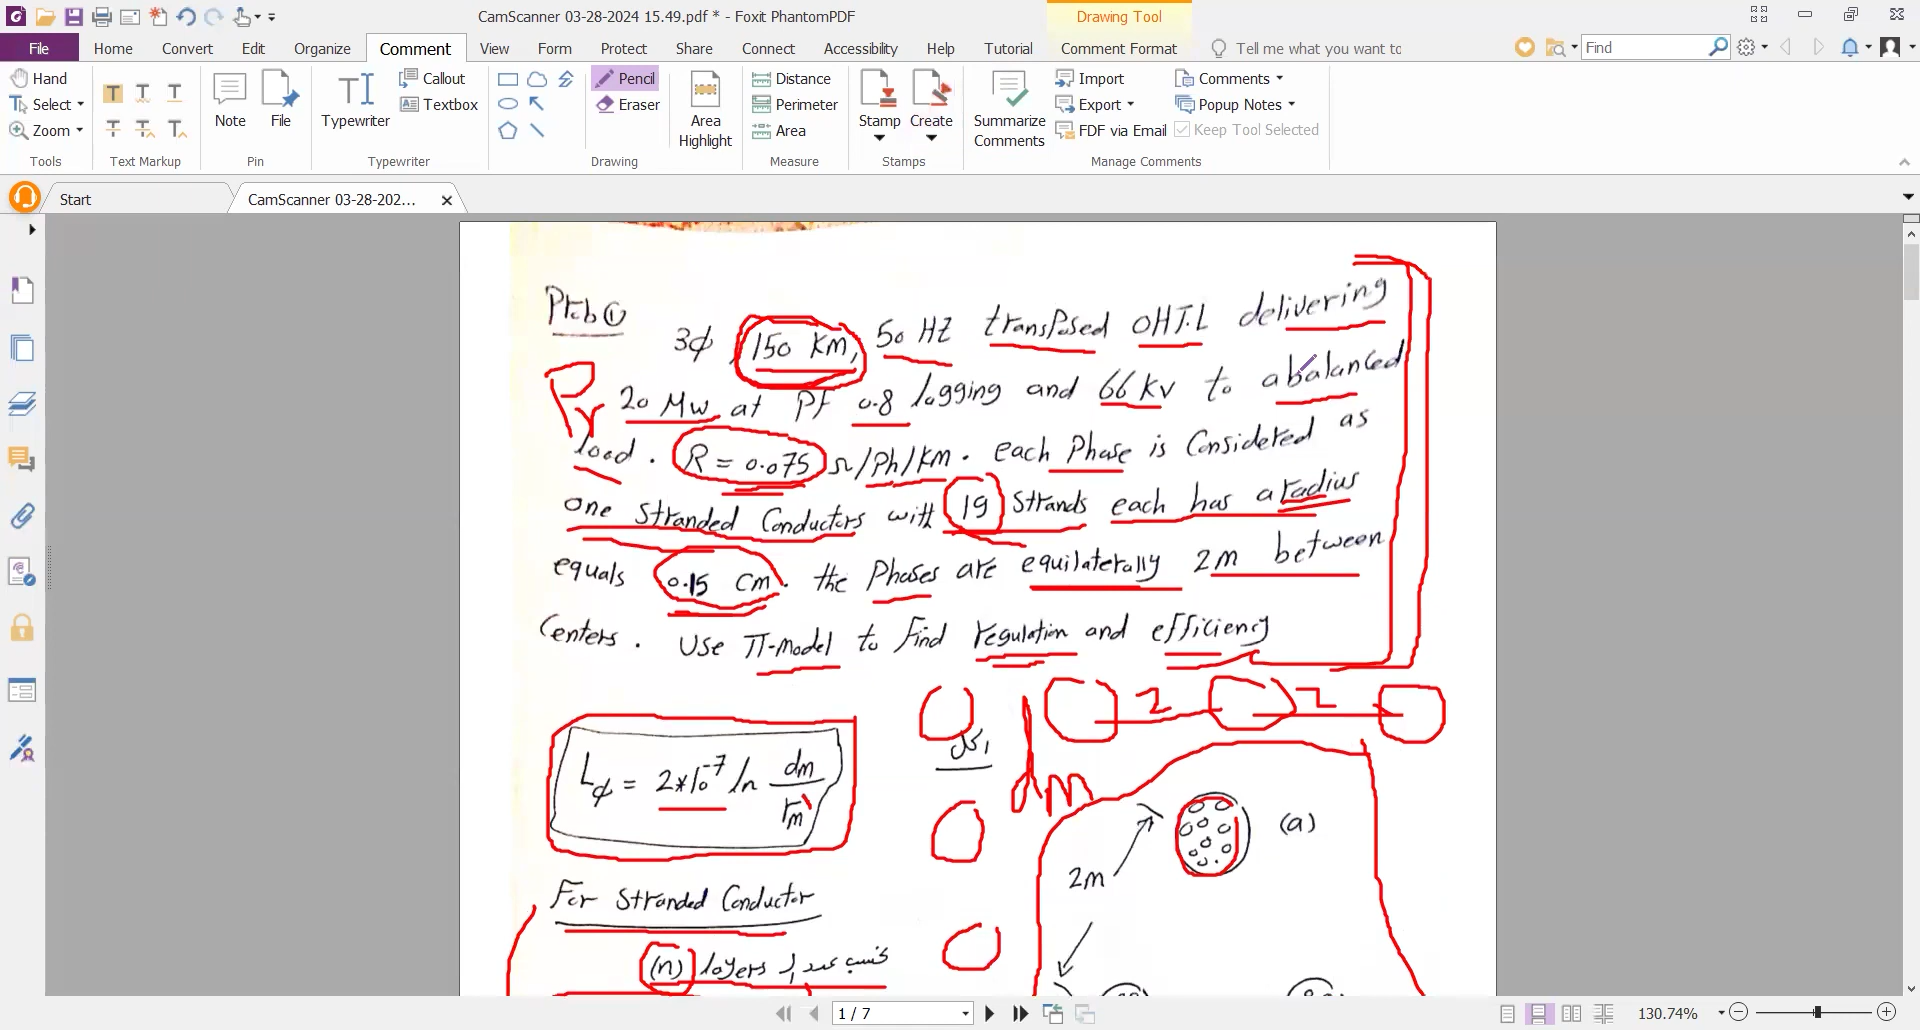 CamScanner 03-28-2024 15.49.pdf * - Foxit PhantomPDF
Drawing Tool
File Home Convert Edit Organize Comment View Form Protect Share Connect Accessibility Help Tutorial Comment Format Tell me what you want to Find
Hand
Select
Zoom
Tools
Text Markup
Note File
Pin
Typewriter
Callout
Textbox
Typewriter
Pencil
Eraser
Area Highlight
Drawing
Distance
Perimeter
Area
Measure
Stamp Create
Stamps
Summarize Comments
Import
Export
FDF via Email
Comments
Popup Notes
Keep Tool Selected
Manage Comments
Start CamScanner 03-28-202...
Prob ①
3φ, 150 Km, 50 HZ transposed OHT.L delivering
Pr 20 Mw at PF 0.8 lagging and 66 kv to a balanced
load. R = 0.075 Ω/Ph/Km. each Phase is Considered as
one Stranded Conductors with 19 Strands each has a radius
equals 0.15 Cm. the Phases are equilaterally 2m between
Centers. Use π-model to Find regulation and efficiency
2 2
dm
Lφ = 2*10⁻⁷ ln dm/r'm
(a)
2m
For Stranded Conductor
(n) layers
1 / 7
130.74%